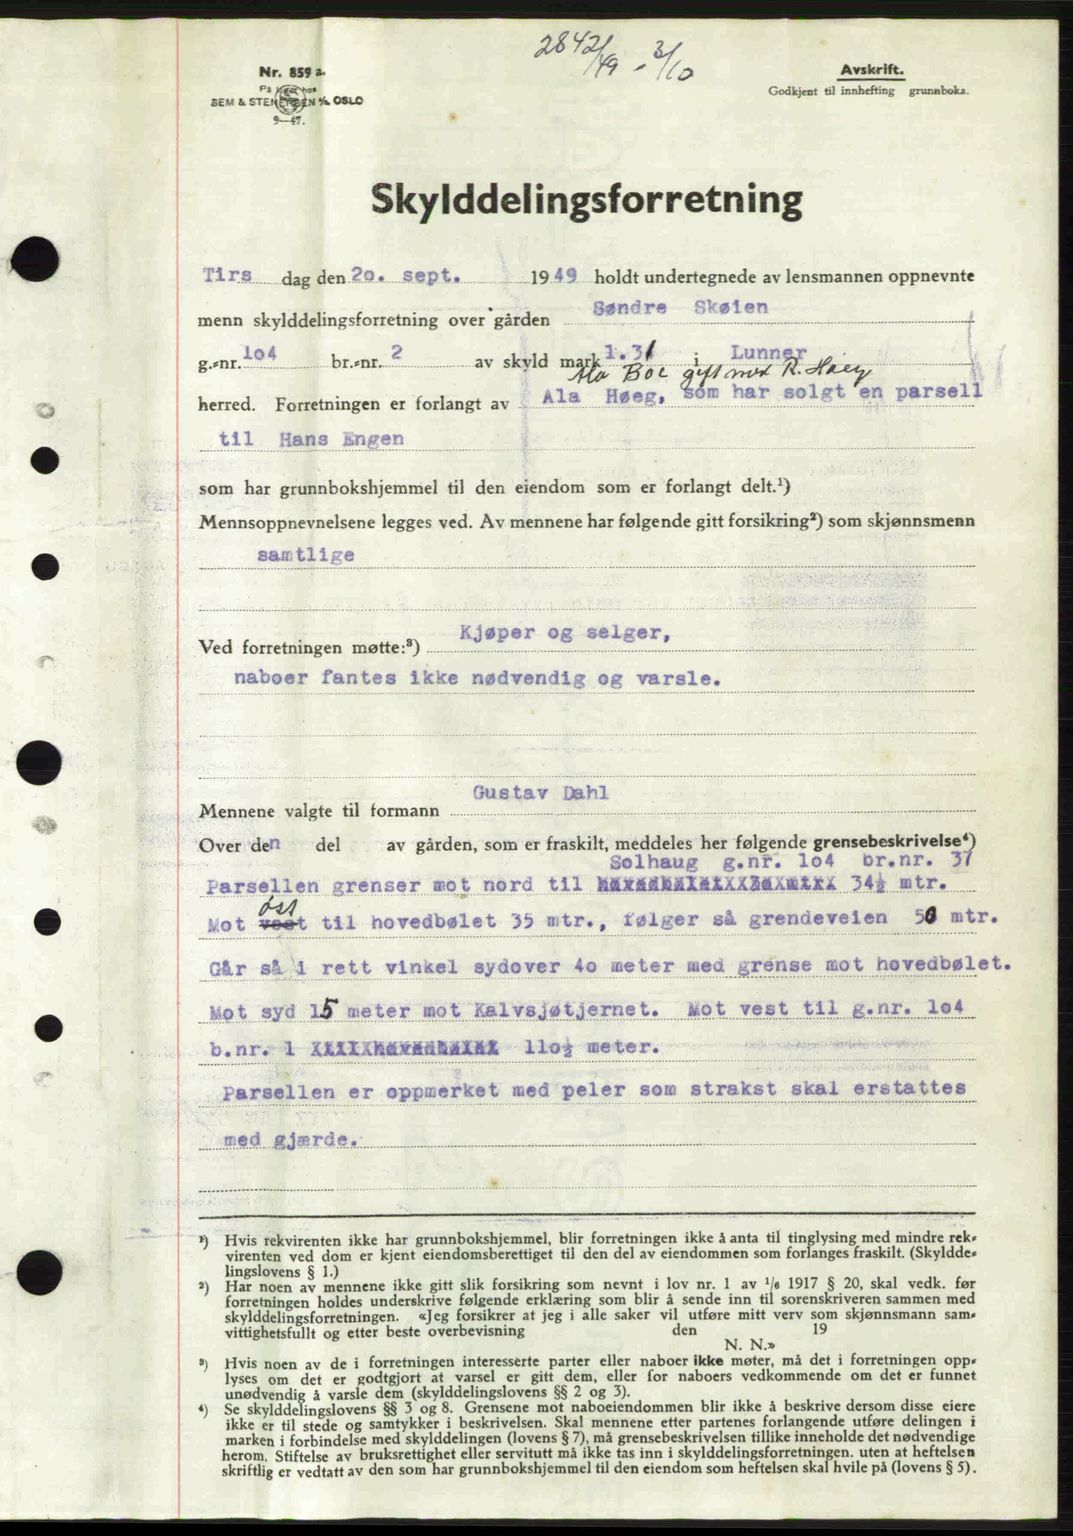 2842/49 - 3/10
Nr. 859 a.
På lager hos
SEM & STENERSEN A/S OSLO
9—47.
Avskrift.
Godkjent til innhefting grunnboka.
Skylddelingsforretning
Tirs dag den 2o. sept. 1949 holdt undertegnede av lensmannen oppnevnte
menn skylddelingsforretning over gården Søndre Skøien
g.-nr. 1o4 br.-nr. 2 av skyld mark 1.31 i Lunner
Ala Boe gift med R. Høeg
herred. Forretningen er forlangt av Ala Høeg, som har solgt en parsell
til Hans Engen
som har grunnbokshjemmel til den eiendom som er forlangt delt.¹)
Mennsoppnevnelsene legges ved. Av mennene har følgende gitt forsikring²) som skjønnsmenn
samtlige
Ved forretningen møtte:³) Kjøper og selger,
naboer fantes ikke nødvendig og varsle.
Mennene valgte til formann Gustav Dahl
Over den del av gården, som er fraskilt, meddeles her følgende grensebeskrivelse⁴)
Solhaug g.nr. 1o4 br.nr. 37
Parsellen grenser mot nord til 34½ mtr.
øst
Mot vest til hovedbølet 35 mtr., følger så grendeveien 50 mtr.
Går så i rett vinkel sydover 4o meter med grense mot hovedbølet.
Mot syd 15 meter mot Kalvsjøtjernet. Mot vest til g.nr. 1o4
b.nr. 1 11o½ meter.
Parsellen er oppmerket med peler som strakst skal erstattes
med gjærde.
¹) Hvis rekvirenten ikke har grunnbokshjemmel, blir forretningen ikke å anta til tinglysing med mindre rek-
virenten ved dom er kjent eiendomsberettiget til den del av eiendommen som forlanges fraskilt. (Skyldde-
lingslovens § 1.)
²) Har noen av mennene ikke gitt slik forsikring som nevnt i lov nr. 1 av 1/6 1917 § 20, skal vedk. før
forretningen holdes underskrive følgende erklæring som blir å sende inn til sorenskriveren sammen med
skylddelingsforretningen. «Jeg forsikrer at jeg i alle saker vil utføre mitt verv som skjønnsmann sam-
vittighetsfullt og etter beste overbevisning den 19
N. N.»
³) Hvis noen av de i forretningen interesserte parter eller naboer ikke møter, må det i forretningen opp-
lyses om det er godtgjort at varsel er gitt dem, eller for naboers vedkommende om det er funnet
unødvendig å varsle dem (skylddelingslovens §§ 2 og 3).
⁴) Se skylddelingslovens §§ 3 og 8. Grensene mot naboeiendommen blir ikke å beskrive dersom disse eiere
ikke er til stede og samtykker i beskrivelsen. Skal mennene etter partenes forlangende utføre delingen i
marken i forbindelse med skylddelingen (lovens § 7), må grensebeskrivelsen tillike inneholde det nødvendige
herom. Stiftelse av bruksrettighet eller servitutt må ikke tas inn i skylddelingsforretningen. uten at heftelsen
skriftlig er vedtatt av den som har grunnbokshjemmel til den eiendom som heftelsen skal hvile på (lovens § 5).